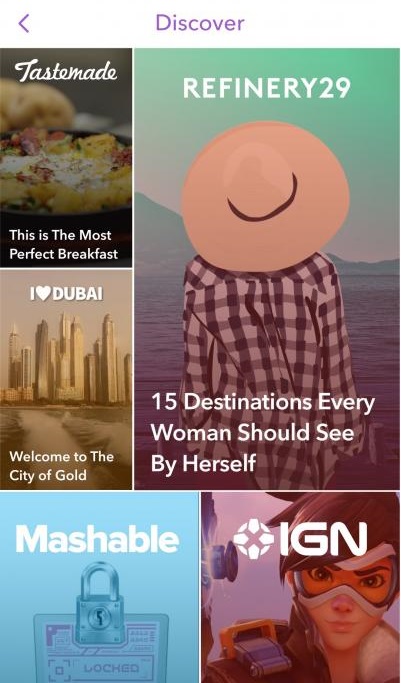 Discover
Tastemade
This is The Most
Perfect Breakfast
REFINERY29
15 Destinations Every
Woman Should See
By Herself
I❤DUBAI
Welcome to The
City of Gold
Mashable
LOCKED
IGN